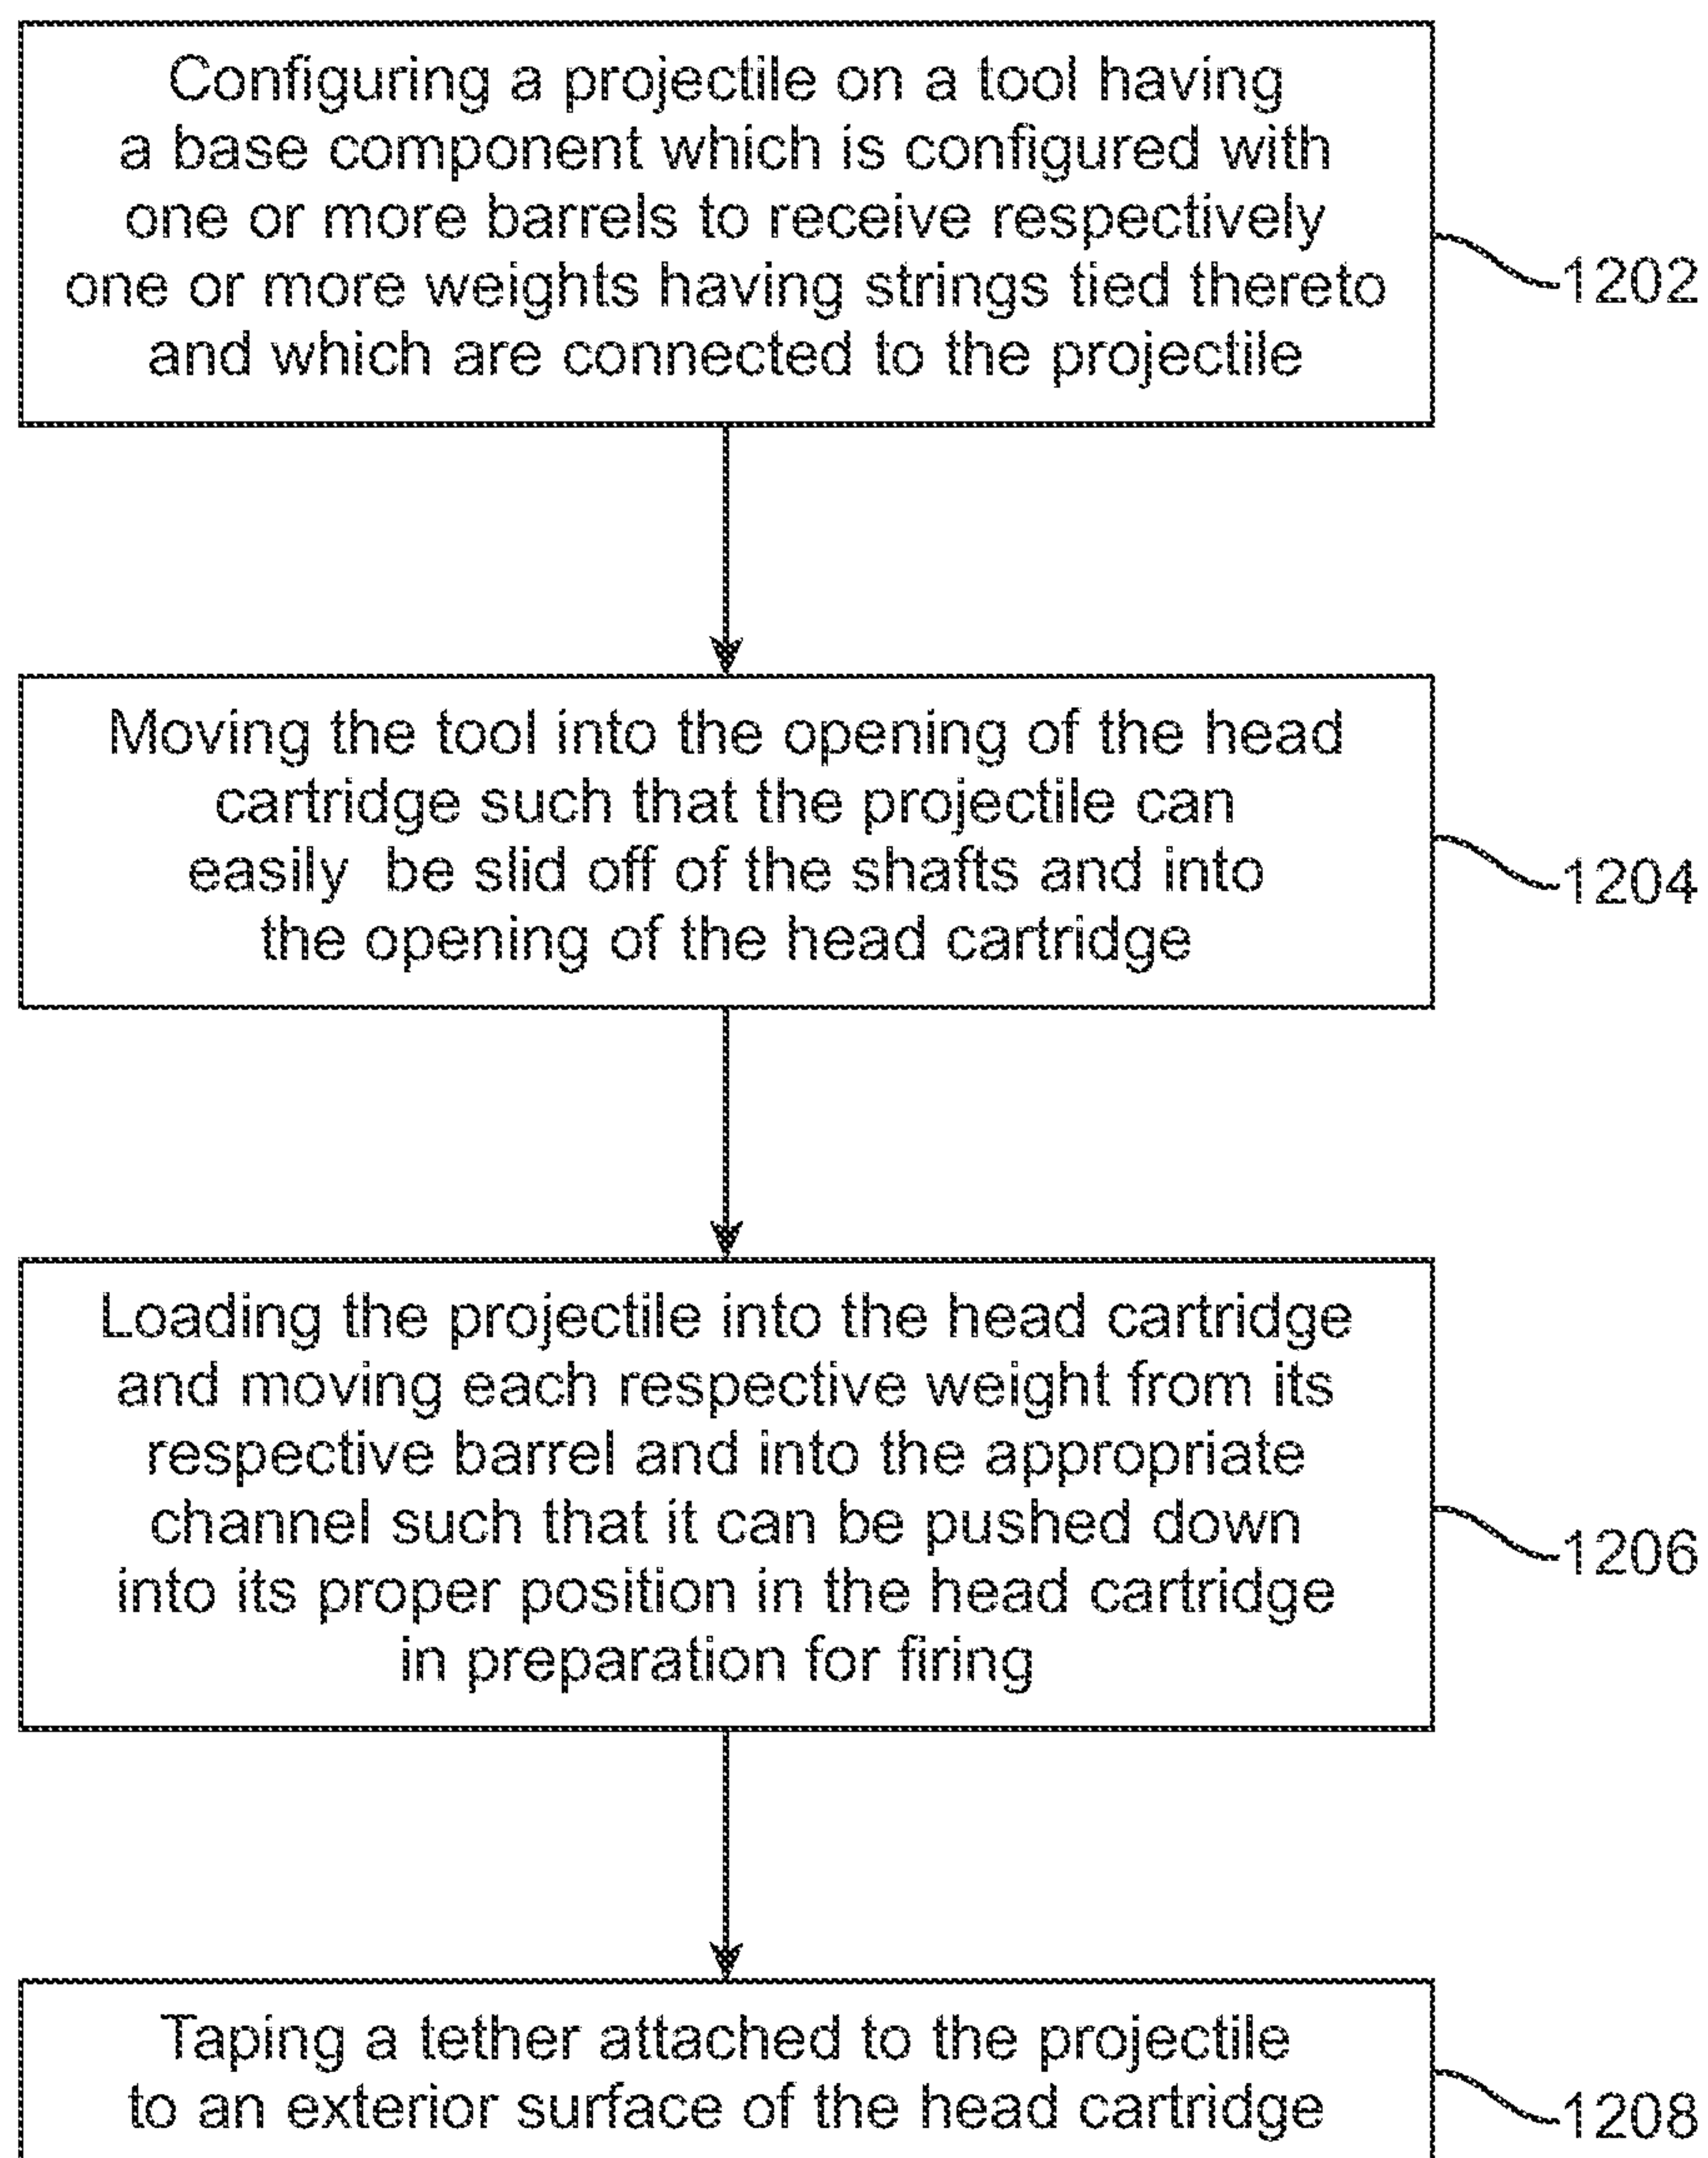 Configuring a projectile on a tool having
a base component which is configured with
one or more barrels to receive respectively
one or more weights having strings tied thereto
and which are connected to the projectile
1202
Moving the tool into the opening of the head
cartridge such that the projectile can
easily be slid off of the shafts and into
the opening of the head cartridge
1204
Loading the projectile into the head cartridge
and moving each respective weight from its
respective barrel and into the appropriate
channel such that it can be pushed down
into its proper position in the head cartridge
in preparation for firing
1206
Taping a tether attached to the projectile
to an exterior surface of the head cartridge
1208